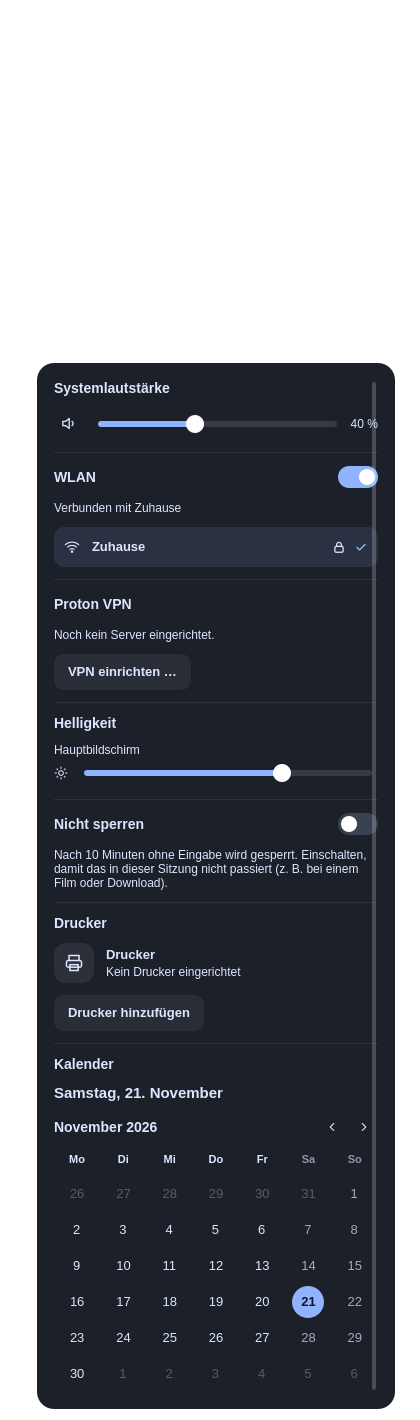 Systemlautstärke
40 %
WLAN
Verbunden mit Zuhause
Zuhause
Proton VPN
Noch kein Server eingerichtet.
VPN einrichten …
Helligkeit
Hauptbildschirm
Nicht sperren
Nach 10 Minuten ohne Eingabe wird gesperrt. Einschalten,
damit das in dieser Sitzung nicht passiert (z. B. bei einem
Film oder Download).
Drucker
Drucker
Kein Drucker eingerichtet
Drucker hinzufügen
Kalender
Samstag, 21. November
November 2026
Mo Di Mi Do Fr Sa So
26 27 28 29 30 31 1
2 3 4 5 6 7 8
9 10 11 12 13 14 15
16 17 18 19 20 21 22
23 24 25 26 27 28 29
30 1 2 3 4 5 6